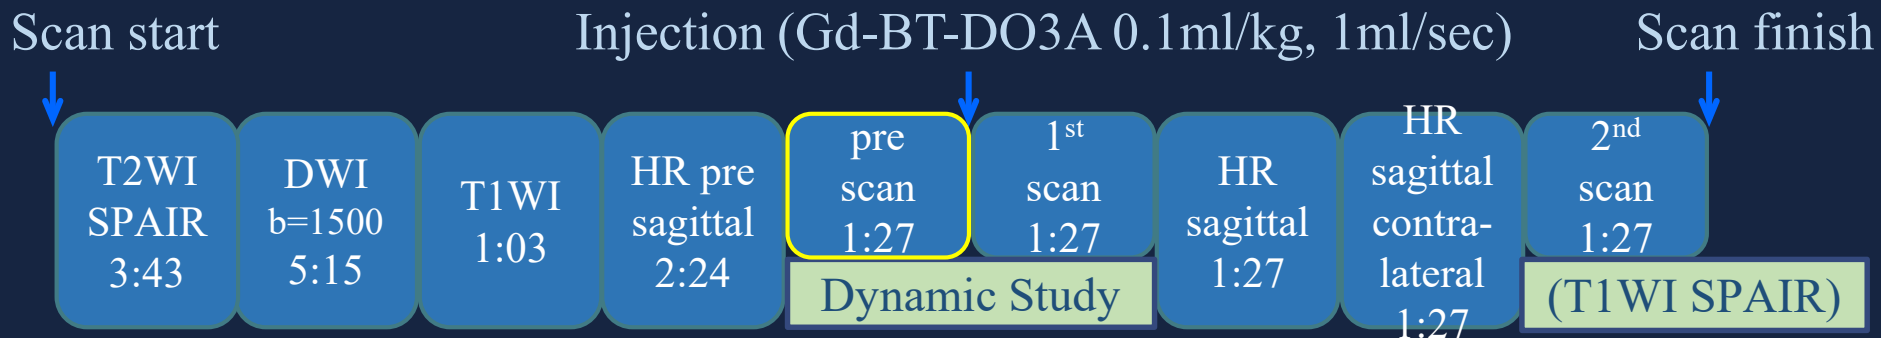 Scan start
Injection (Gd-BT-DO3A 0.1ml/kg, 1ml/sec)
Scan finish
T2WI
SPAIR
3:43
DWI
b=1500
5:15
T1WI
1:03
HR pre
sagittal
2:24
pre
scan
1:27
1st
scan
1:27
HR
sagittal
1:27
HR
sagittal
contra-
lateral
1:27
2nd
scan
1:27
Dynamic Study
(T1WI SPAIR)